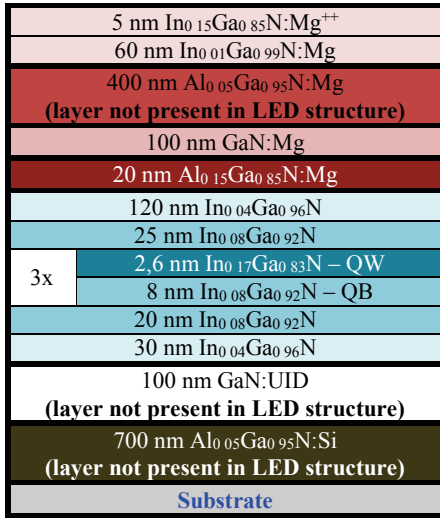 5 nm In0 15Ga0 85N:Mg++
60 nm In0 01Ga0 99N:Mg
400 nm Al0 05Ga0 95N:Mg
(layer not present in LED structure)
100 nm GaN:Mg
20 nm Al0 15Ga0 85N:Mg
120 nm In0 04Ga0 96N
25 nm In0 08Ga0 92N
3x
2,6 nm In0 17Ga0 83N – QW
8 nm In0 08Ga0 92N – QB
20 nm In0 08Ga0 92N
30 nm In0 04Ga0 96N
100 nm GaN:UID
(layer not present in LED structure)
700 nm Al0 05Ga0 95N:Si
(layer not present in LED structure)
Substrate